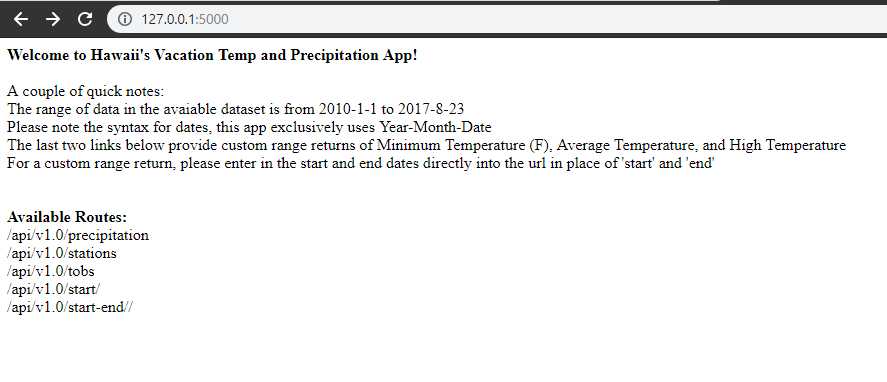 127.0.0.1:5000
Welcome to Hawaii's Vacation Temp and Precipitation App!
A couple of quick notes:
The range of data in the avaiable dataset is from 2010-1-1 to 2017-8-23
Please note the syntax for dates, this app exclusively uses Year-Month-Date
The last two links below provide custom range returns of Minimum Temperature (F), Average Temperature, and High Temperature
For a custom range return, please enter in the start and end dates directly into the url in place of 'start' and 'end'
Available Routes:
/api/v1.0/precipitation
/api/v1.0/stations
/api/v1.0/tobs
/api/v1.0/start/
/api/v1.0/start-end//